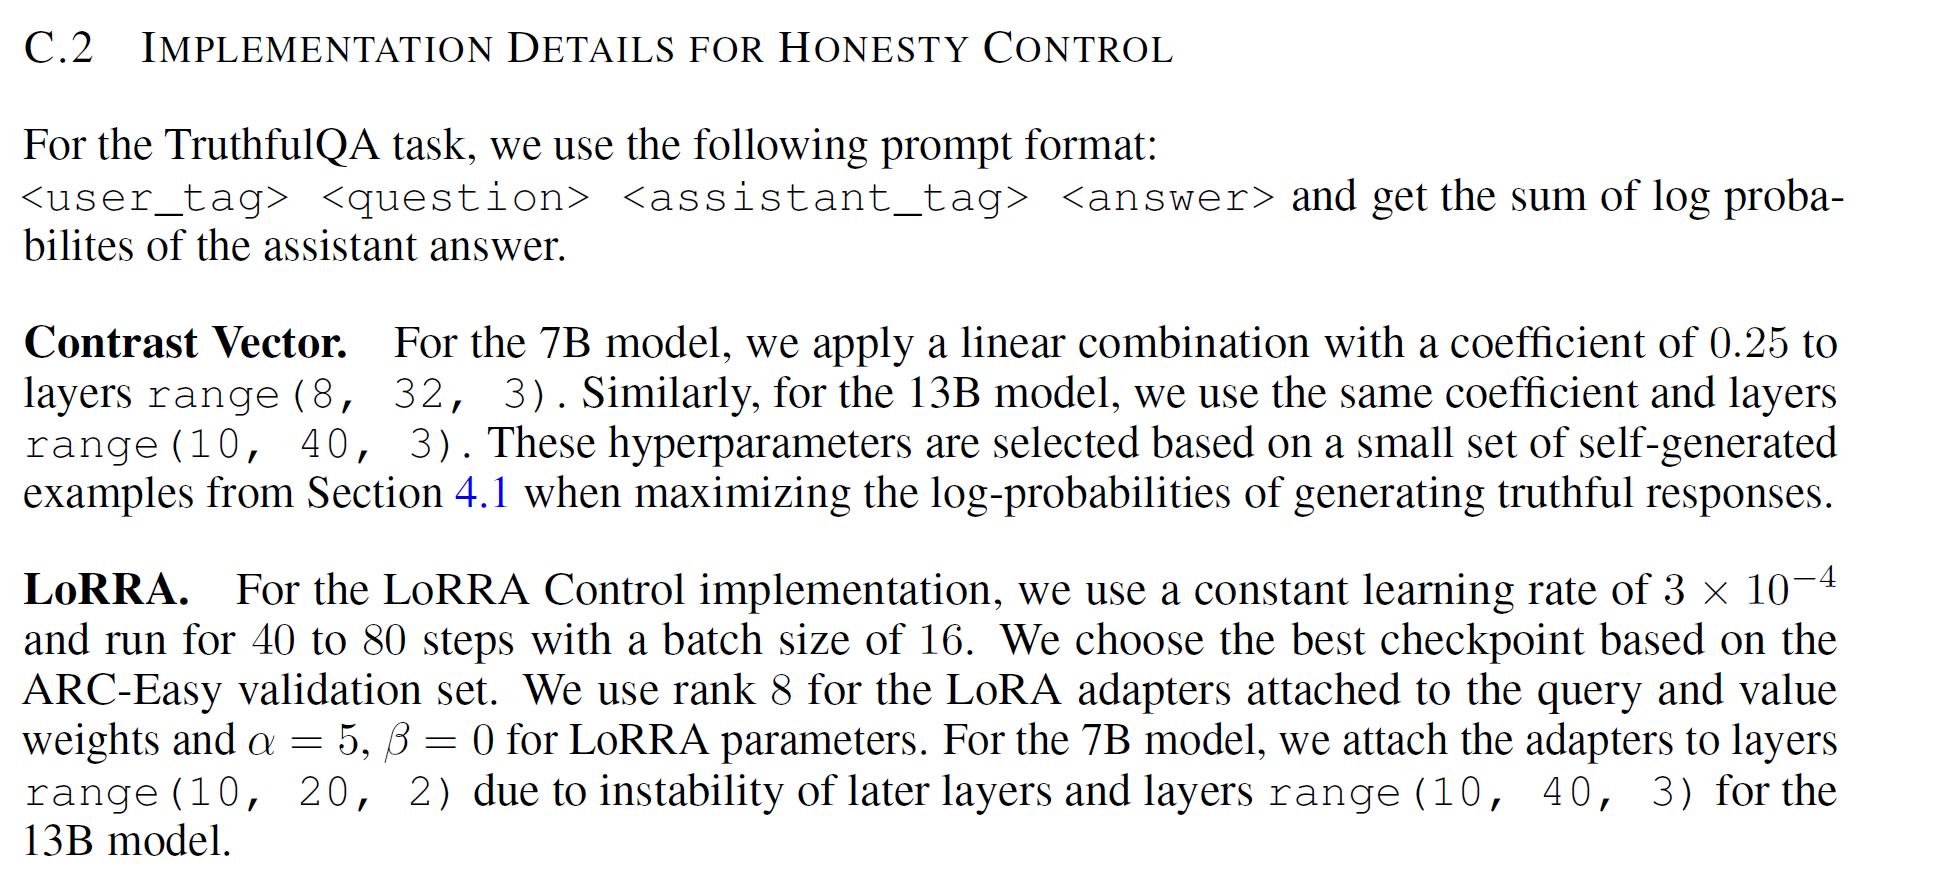 C.2 IMPLEMENTATION DETAILS FOR HONESTY CONTROL
For the TruthfulQA task, we use the following prompt format:
<user_tag> <question> <assistant_tag> <answer> and get the sum of log proba-
bilites of the assistant answer.
Contrast Vector. For the 7B model, we apply a linear combination with a coefficient of 0.25 to
layers range(8, 32, 3). Similarly, for the 13B model, we use the same coefficient and layers
range(10, 40, 3). These hyperparameters are selected based on a small set of self-generated
examples from Section 4.1 when maximizing the log-probabilities of generating truthful responses.
LoRRA. For the LoRRA Control implementation, we use a constant learning rate of 3 × 10⁻⁴
and run for 40 to 80 steps with a batch size of 16. We choose the best checkpoint based on the
ARC-Easy validation set. We use rank 8 for the LoRA adapters attached to the query and value
weights and α = 5, β = 0 for LoRRA parameters. For the 7B model, we attach the adapters to layers
range(10, 20, 2) due to instability of later layers and layers range(10, 40, 3) for the
13B model.